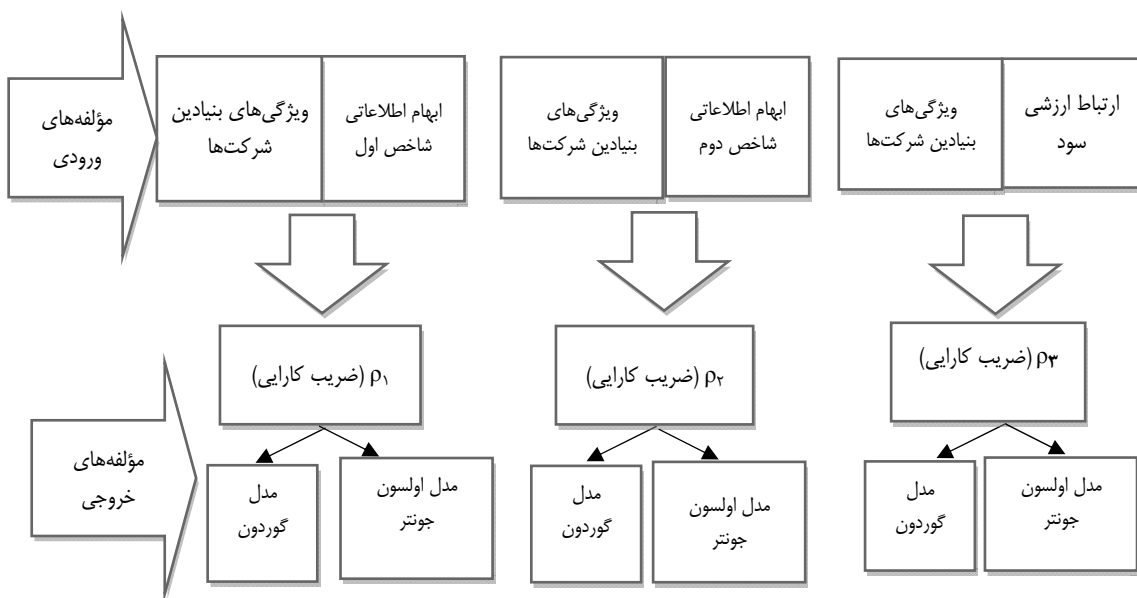 مؤلفه‌های
ورودی
ارتباط ارزشی
سود
ویژگی‌های
بنیادین شرکت‌ها
ابهام اطلاعاتی
شاخص دوم
ویژگی‌های
بنیادین شرکت‌ها
ابهام اطلاعاتی
شاخص اول
ویژگی‌های بنیادین
شرکت‌ها
ρ۳ (ضریب کارایی)
ρ۲ (ضریب کارایی)
ρ۱ (ضریب کارایی)
مؤلفه‌های
خروجی
مدل اولسون
جونتر
مدل
گوردون
مدل اولسون
جونتر
مدل
گوردون
مدل اولسون
جونتر
مدل
گوردون